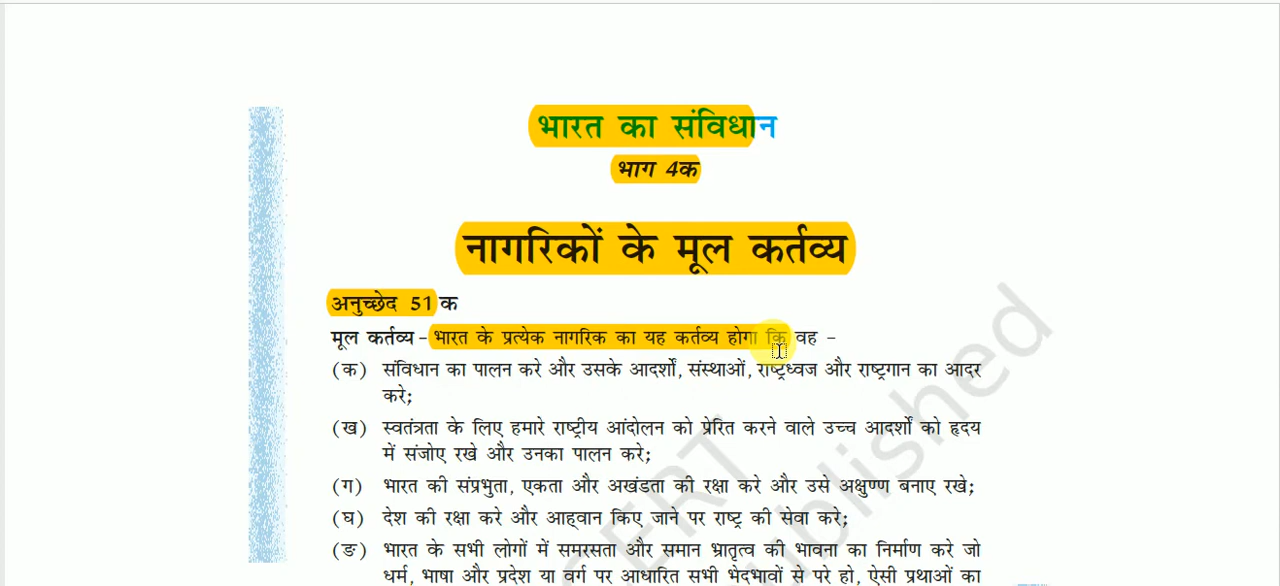 भारत का संविधान
भाग 4क
नागरिकों के मूल कर्तव्य
अनुच्छेद 51 क
मूल कर्तव्य - भारत के प्रत्येक नागरिक का यह कर्तव्य होगा कि वह -
(क) संविधान का पालन करे और उसके आदर्शों, संस्थाओं, राष्ट्रध्वज और राष्ट्रगान का आदर
करे;
(ख) स्वतंत्रता के लिए हमारे राष्ट्रीय आंदोलन को प्रेरित करने वाले उच्च आदर्शों को हृदय
में संजोए रखे और उनका पालन करे;
(ग) भारत की संप्रभुता, एकता और अखंडता की रक्षा करे और उसे अक्षुण्ण बनाए रखे;
(घ) देश की रक्षा करे और आह्वान किए जाने पर राष्ट्र की सेवा करे;
(ङ) भारत के सभी लोगों में समरसता और समान भ्रातृत्व की भावना का निर्माण करे जो
धर्म, भाषा और प्रदेश या वर्ग पर आधारित सभी भेदभावों से परे हो, ऐसी प्रथाओं का